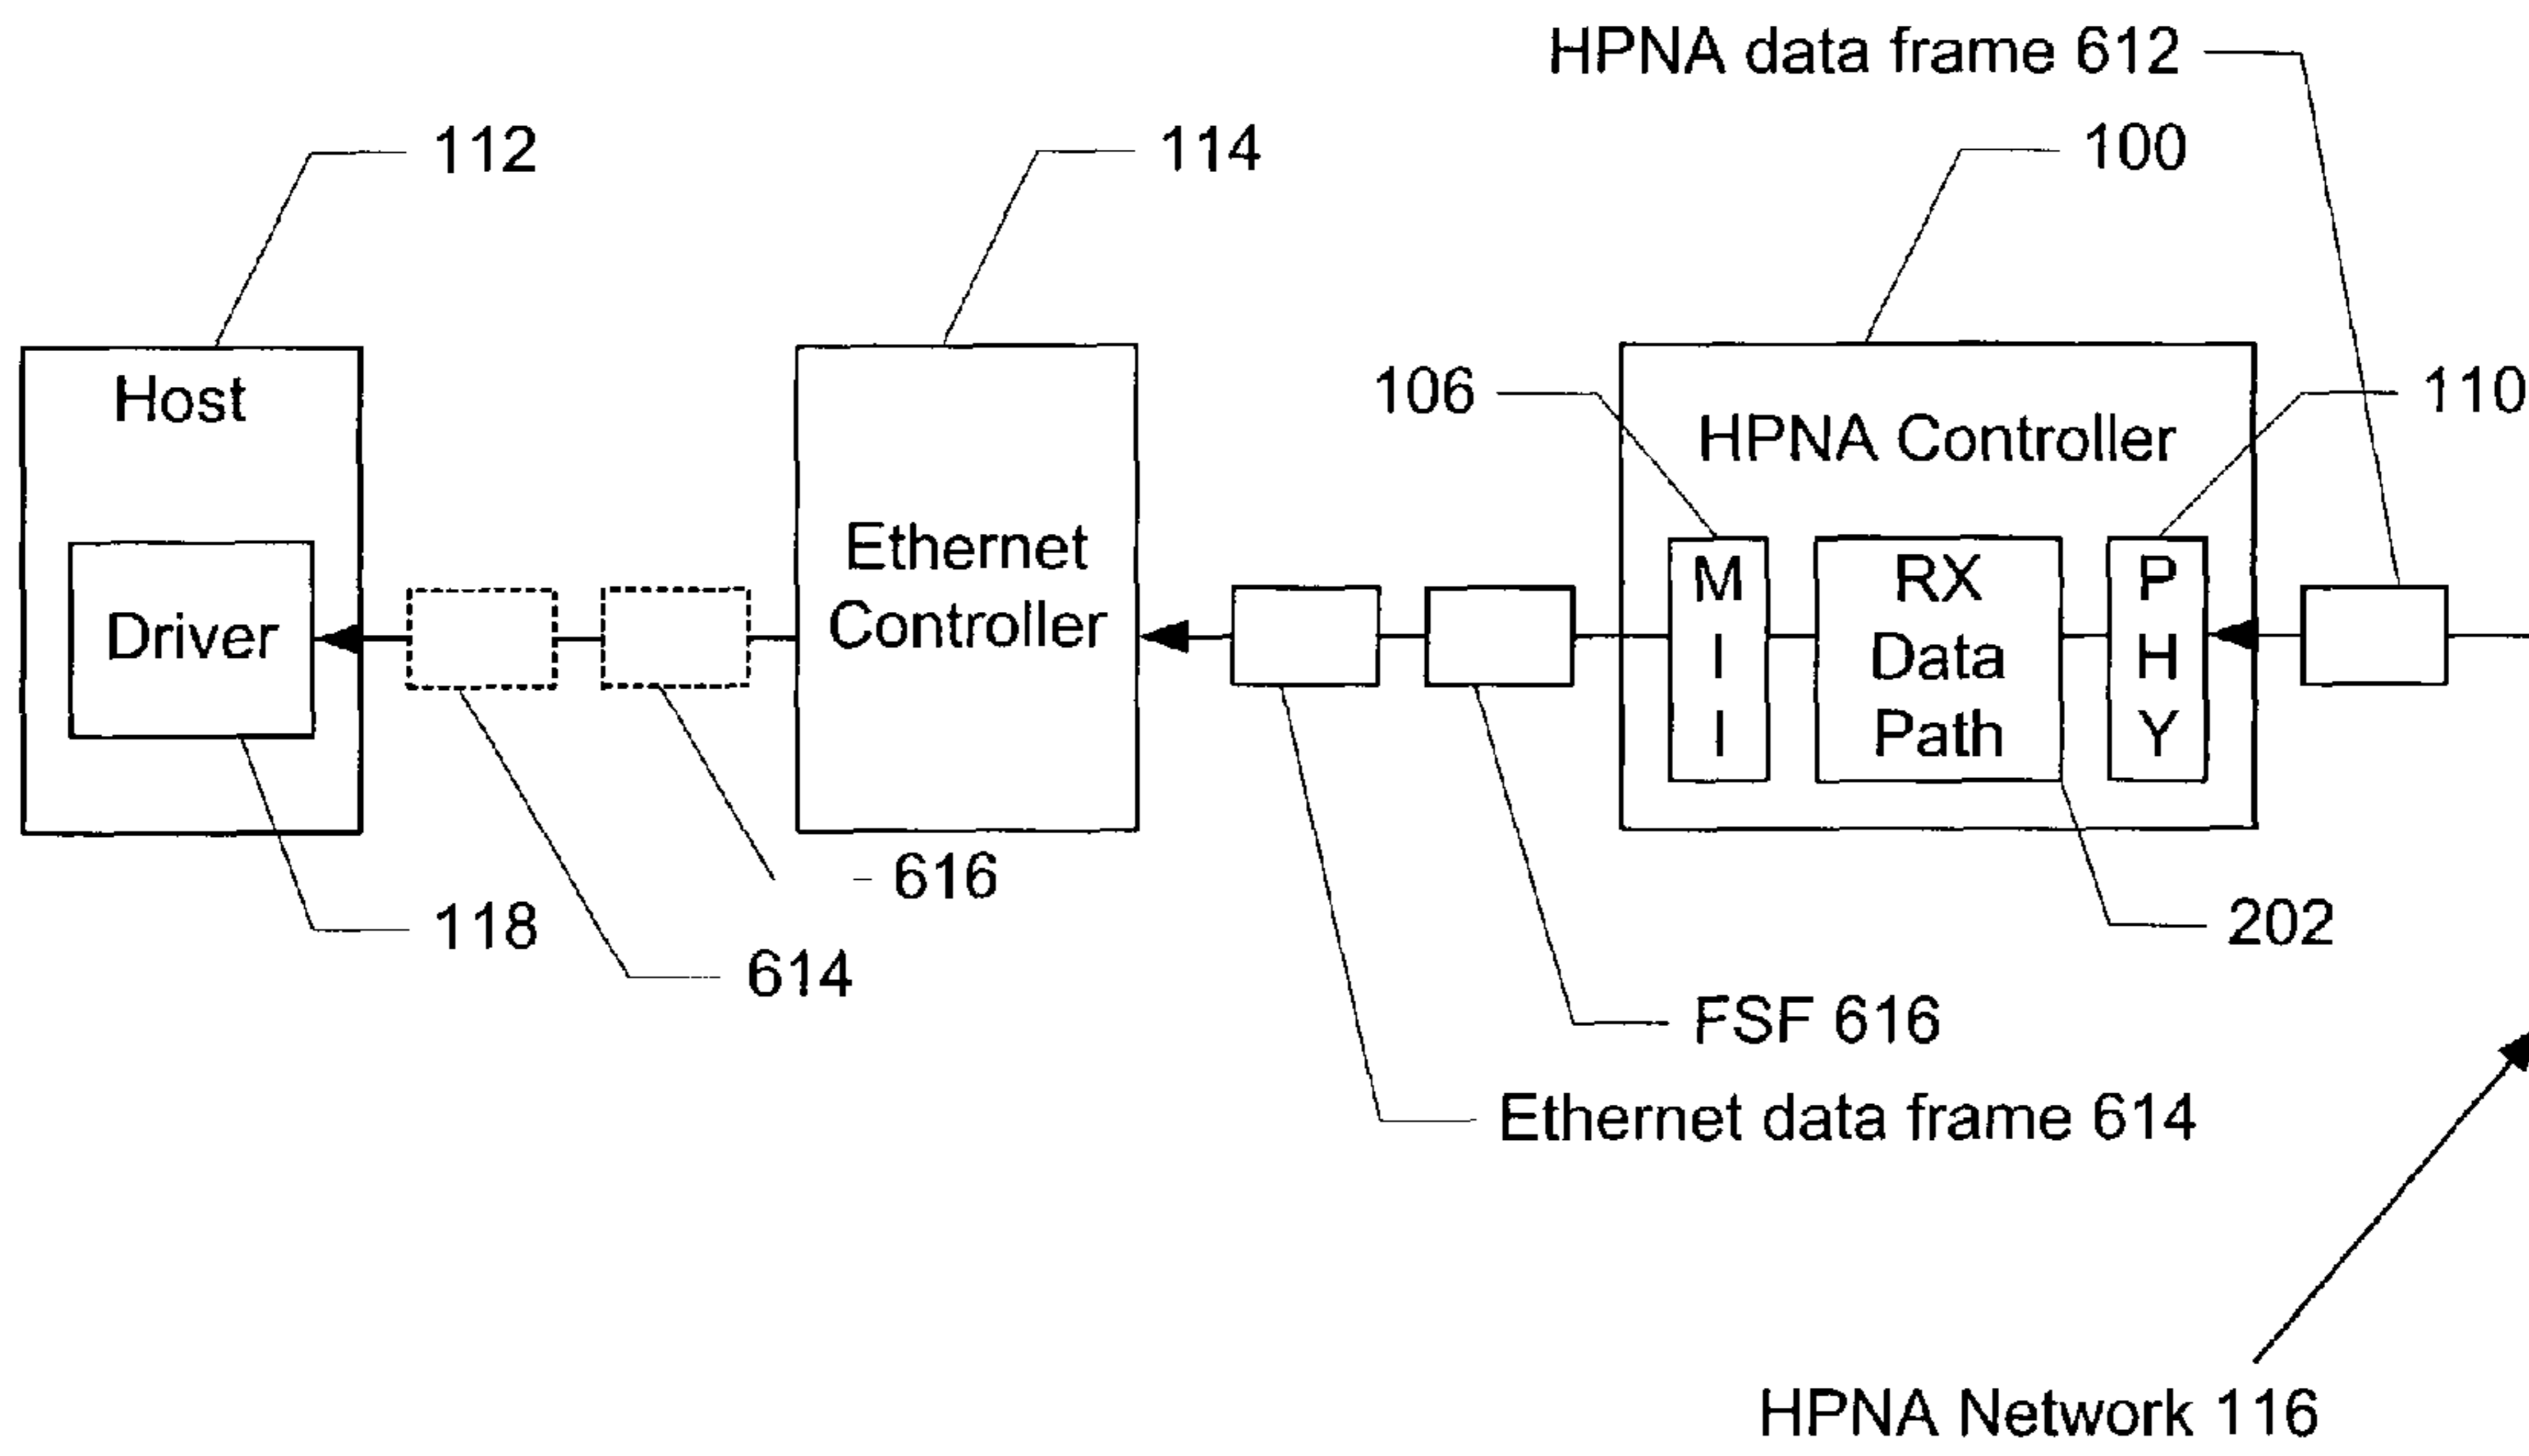 HPNA data frame 612
112
114
100
Host
106
HPNA Controller
110
Ethernet
Controller
Driver
M
I
I
RX
Data
Path
P
H
Y
616
118
614
202
FSF 616
Ethernet data frame 614
HPNA Network 116